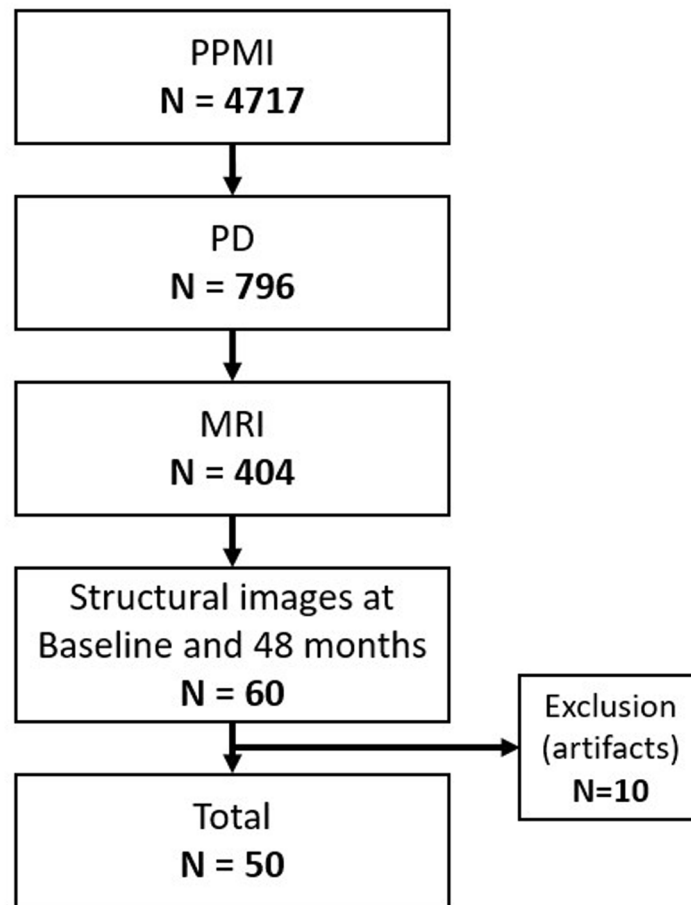 PPMI
N = 4717
PD
N = 796
MRI
N = 404
Structural images at
Baseline and 48 months
N = 60
Exclusion
(artifacts)
N=10
Total
N = 50